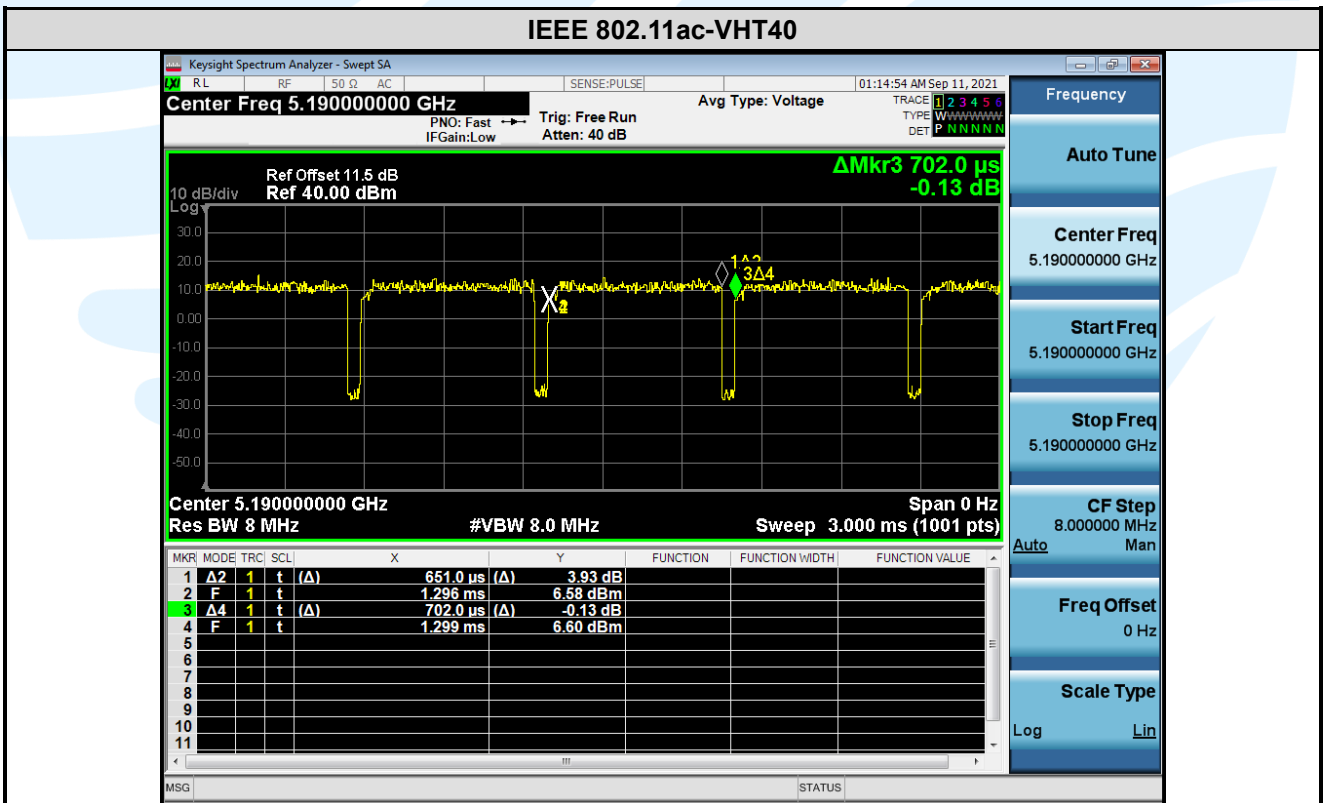 IEEE 802.11ac-VHT40
Keysight Spectrum Analyzer - Swept SA
LXI RL RF 50 Ω AC SENSE:PULSE 01:14:54 AM Sep 11, 2021
Center Freq 5.190000000 GHz
PNO: Fast
IFGain:Low
Trig: Free Run
Atten: 40 dB
Avg Type: Voltage
TRACE 1 2 3 4 5 6
TYPE WWWWWW
DET P N N N N N
ΔMkr3 702.0 µs
-0.13 dB
Ref Offset 11.5 dB
10 dB/div Ref 40.00 dBm
Log
30.0
20.0
10.0
0.00
-10.0
-20.0
-30.0
-40.0
-50.0
3Δ4
Center 5.190000000 GHz Span 0 Hz
Res BW 8 MHz #VBW 8.0 MHz Sweep 3.000 ms (1001 pts)
MKR MODE TRC SCL X Y FUNCTION FUNCTION WIDTH FUNCTION VALUE
1 Δ2 1 t (Δ) 651.0 µs (Δ) 3.93 dB
2 F 1 t 1.296 ms 6.58 dBm
3 Δ4 1 t (Δ) 702.0 µs (Δ) -0.13 dB
4 F 1 t 1.299 ms 6.60 dBm
5
6
7
8
9
10
11
MSG STATUS
Frequency
Auto Tune
Center Freq
5.190000000 GHz
Start Freq
5.190000000 GHz
Stop Freq
5.190000000 GHz
CF Step
8.000000 MHz
Auto Man
Freq Offset
0 Hz
Scale Type
Log Lin